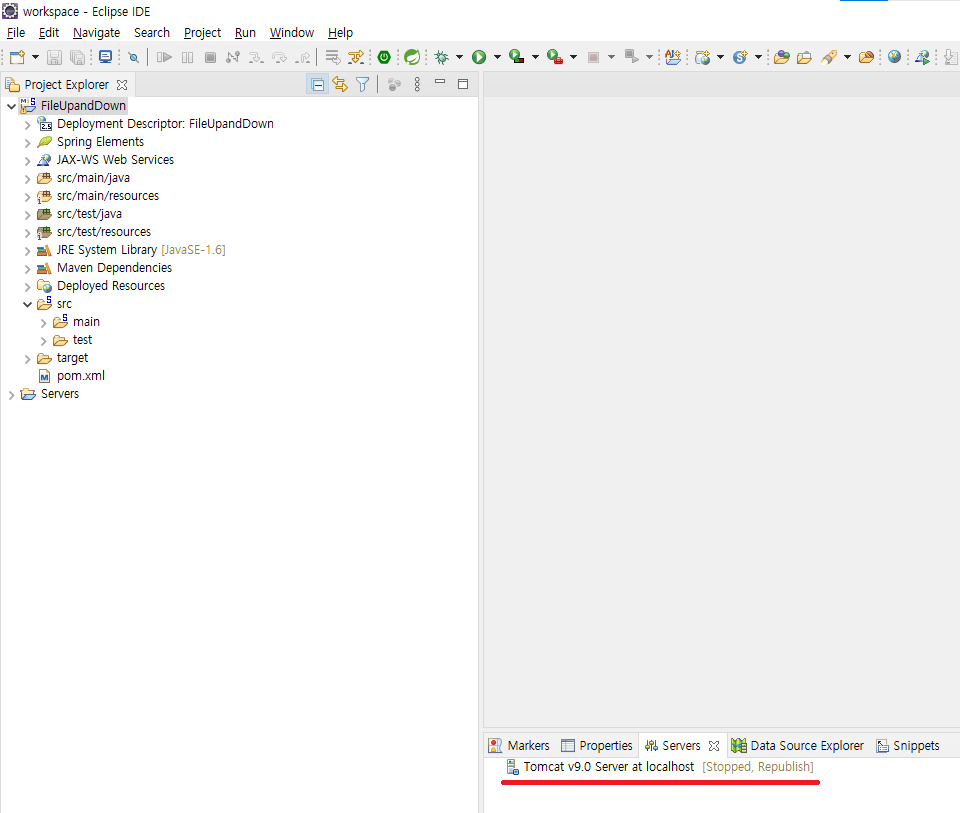 workspace - Eclipse IDE
File Edit Navigate Search Project Run Window Help
Project Explorer
FileUpandDown
Deployment Descriptor: FileUpandDown
Spring Elements
JAX-WS Web Services
src/main/java
src/main/resources
src/test/java
src/test/resources
JRE System Library [JavaSE-1.6]
Maven Dependencies
Deployed Resources
src
main
test
target
pom.xml
Servers
Markers Properties Servers Data Source Explorer Snippets
Tomcat v9.0 Server at localhost [Stopped, Republish]